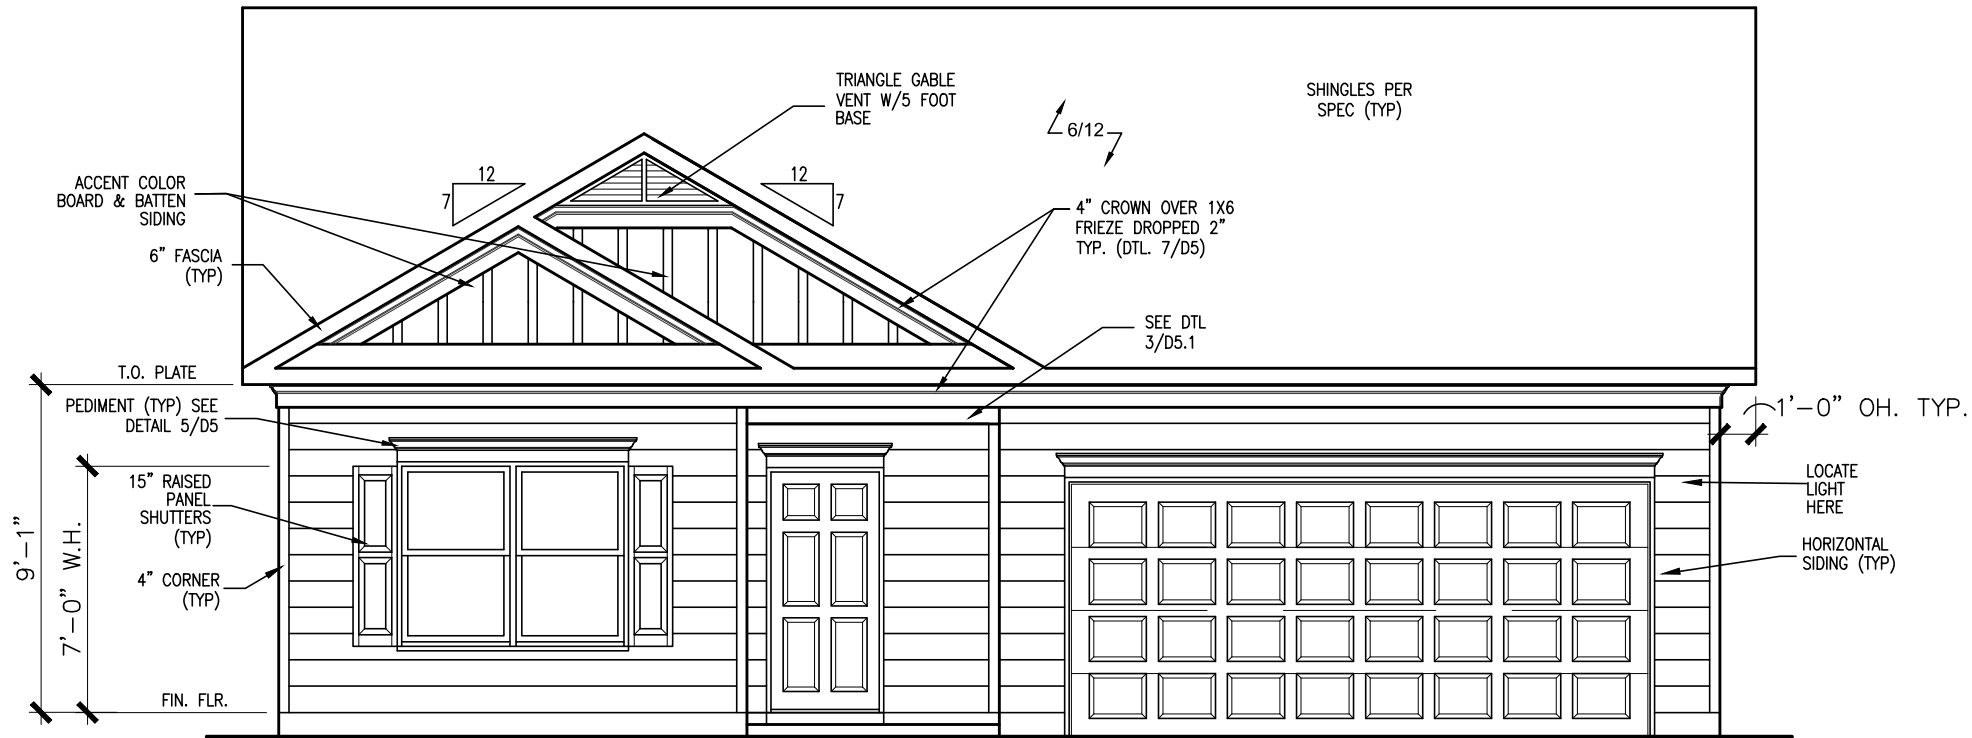 TRIANGLE GABLE
VENT W/5 FOOT
BASE
SHINGLES PER
SPEC (TYP)
6/12
12
7
12
7
ACCENT COLOR
BOARD & BATTEN
SIDING
4" CROWN OVER 1X6
FRIEZE DROPPED 2"
TYP. (DTL. 7/D5)
6" FASCIA
(TYP)
SEE DTL
3/D5.1
T.O. PLATE
PEDIMENT (TYP) SEE
DETAIL 5/D5
1'-0" OH. TYP.
15" RAISED
PANEL
SHUTTERS
(TYP)
LOCATE
LIGHT
HERE
9'-1"
7'-0" W.H.
HORIZONTAL
SIDING (TYP)
4" CORNER
(TYP)
FIN. FLR.